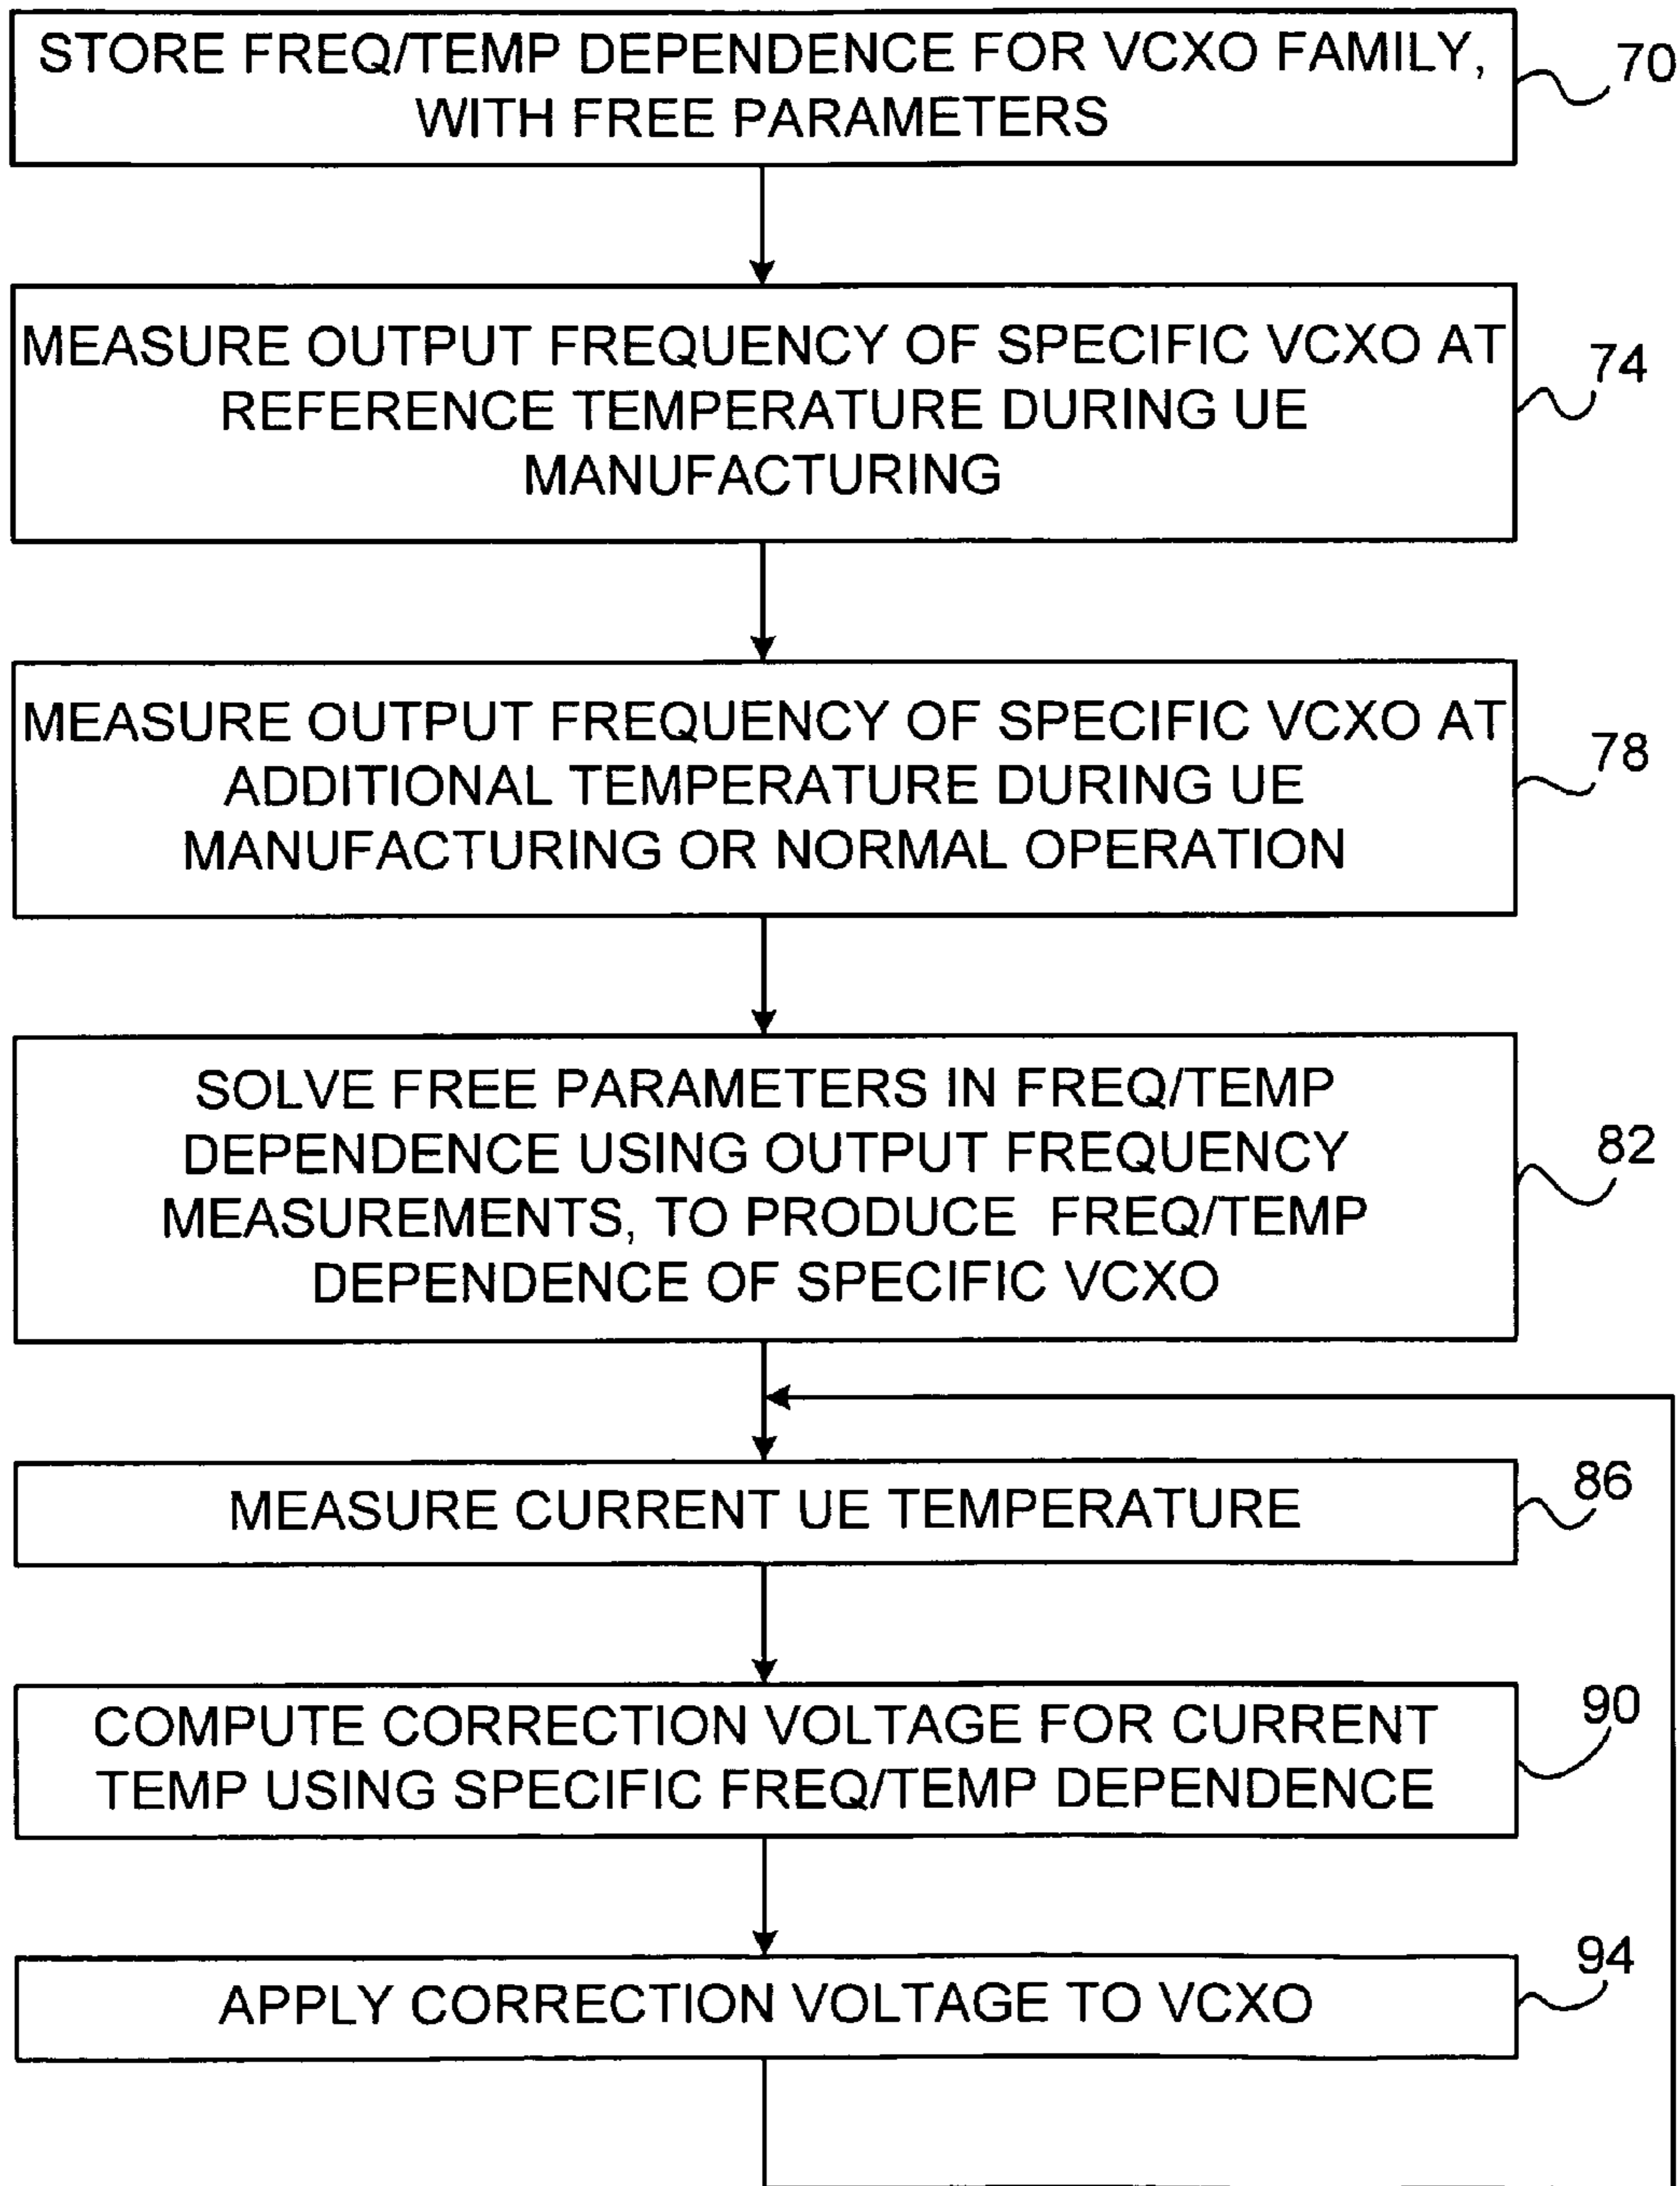 STORE FREQ/TEMP DEPENDENCE FOR VCXO FAMILY,
WITH FREE PARAMETERS
70
MEASURE OUTPUT FREQUENCY OF SPECIFIC VCXO AT
REFERENCE TEMPERATURE DURING UE
MANUFACTURING
74
MEASURE OUTPUT FREQUENCY OF SPECIFIC VCXO AT
ADDITIONAL TEMPERATURE DURING UE
MANUFACTURING OR NORMAL OPERATION
78
SOLVE FREE PARAMETERS IN FREQ/TEMP
DEPENDENCE USING OUTPUT FREQUENCY
MEASUREMENTS, TO PRODUCE FREQ/TEMP
DEPENDENCE OF SPECIFIC VCXO
82
MEASURE CURRENT UE TEMPERATURE
86
COMPUTE CORRECTION VOLTAGE FOR CURRENT
TEMP USING SPECIFIC FREQ/TEMP DEPENDENCE
90
APPLY CORRECTION VOLTAGE TO VCXO
94